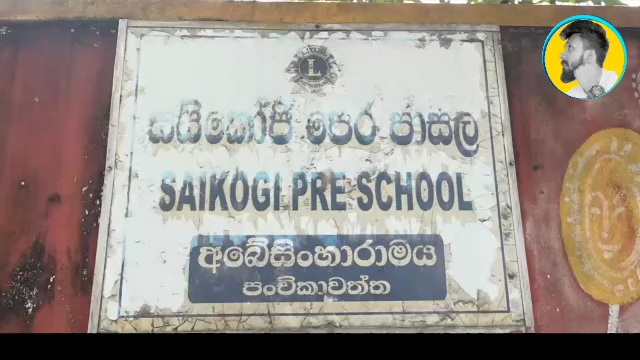 L
සයිකෝජි පෙර පාසල
SAIKOGI PRE SCHOOL
අබේසිංහාරාමය
පංචිකාවත්ත